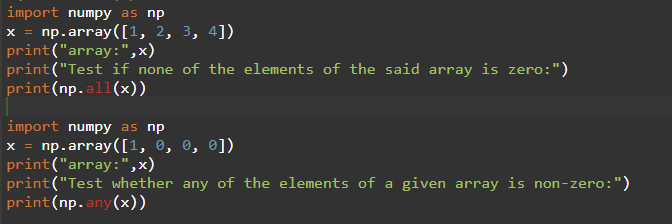 import numpy as np
x = np.array([1, 2, 3, 4])
print("array:",x)
print("Test if none of the elements of the said array is zero:")
print(np.all(x))
import numpy as np
x = np.array([1, 0, 0, 0])
print("array:",x)
print("Test whether any of the elements of a given array is non-zero:")
print(np.any(x))